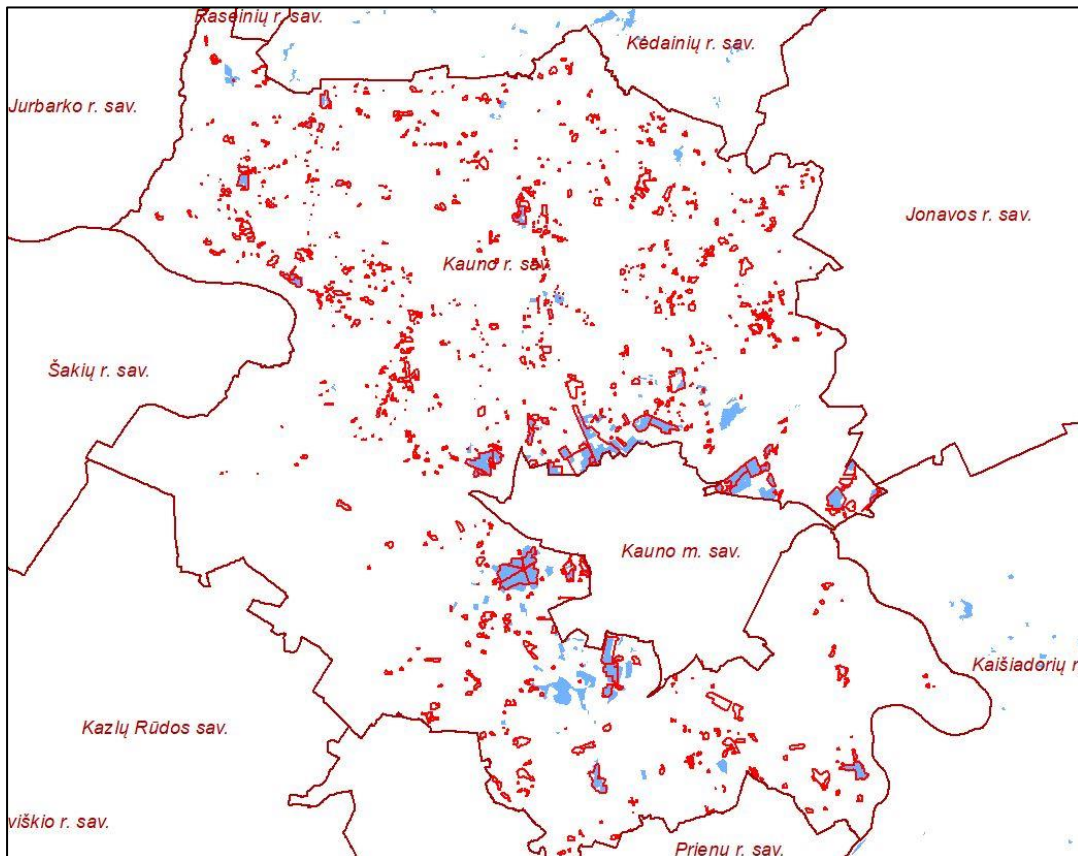 Raseinių r. sav.
Kėdainių r. sav.
Jurbarko r. sav.
Jonavos r. sav.
Kauno r. sav.
Šakių r. sav.
Kauno m. sav.
Kaišiadorių r
Kazlų Rūdos sav.
viškio r. sav.
Prienų r. sav.